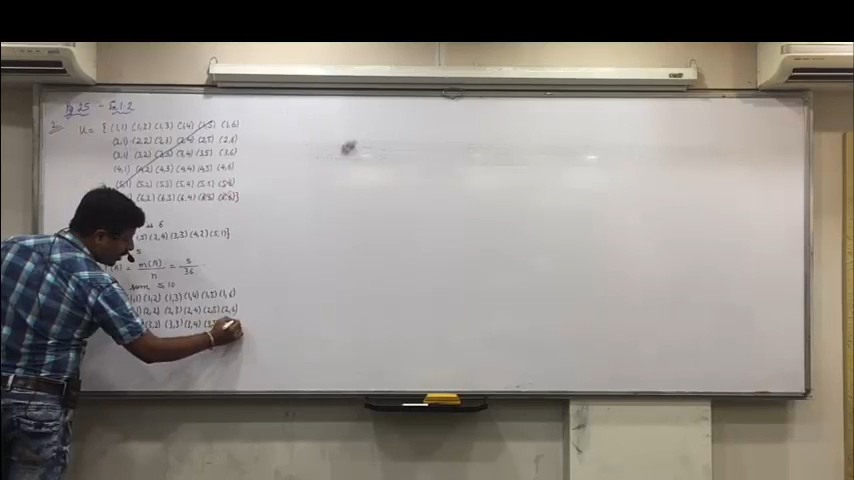 Pg 25 - Ex 1.2
2. U = { (1,1) (1,2) (1,3) (1,4) (1,5) (1,6)
(2,1) (2,2) (2,3) (2,4) (2,5) (2,6)
(3,1) (3,2) (3,3) (3,4) (3,5) (3,6)
(4,1) (4,2) (4,3) (4,4) (4,5) (4,6)
(5,1) (5,2) (5,3) (5,4) (5,5) (5,6)
(6,2) (6,3) (6,4) (6,5) (6,6) }
is 6
(2,4) (3,3) (4,2) (5,1) }
5
= m(A) / n = 5/36
sum ≤ 10
(1,2) (1,3) (1,4) (1,5) (1,6)
(2,2) (2,3) (2,4) (2,5) (2,6)
(3,2) (3,3) (3,4)